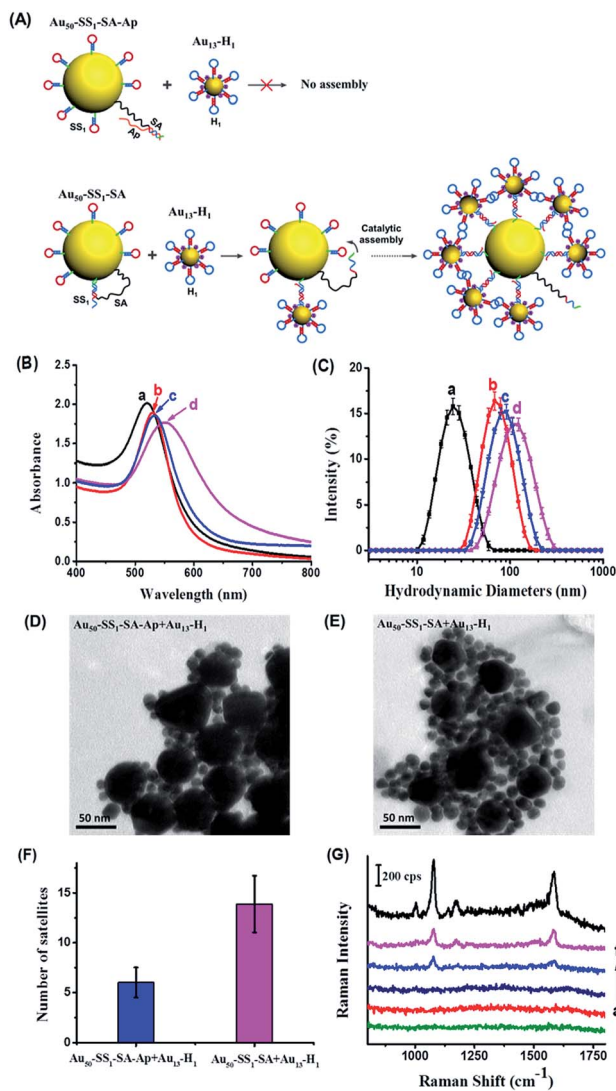 (A)
Au50-SS1-SA-Ap
Au13-H1
+
No assembly
SS1
SA
Ap
H1
Au50-SS1-SA
Au13-H1
+
Catalytic
assembly
SS1
SA
H1
(B)
2.5
2.0
1.5
1.0
0.5
0.0
Absorbance
a
b
c
d
400 500 600 700 800
Wavelength (nm)
(C)
20
15
10
5
0
Intensity (%)
a
b
c
d
10 100 1000
Hydrodynamic Diameters (nm)
(D)
Au50-SS1-SA-Ap+Au13-H1
50 nm
(E)
Au50-SS1-SA+Au13-H1
50 nm
(F)
15
10
5
0
Number of satellites
Au50-SS1-SA-Ap+Au13-H1 Au50-SS1-SA+Au13-H1
(G)
200 cps
Raman Intensity
1000 1250 1500 1750
Raman Shift (cm-1)